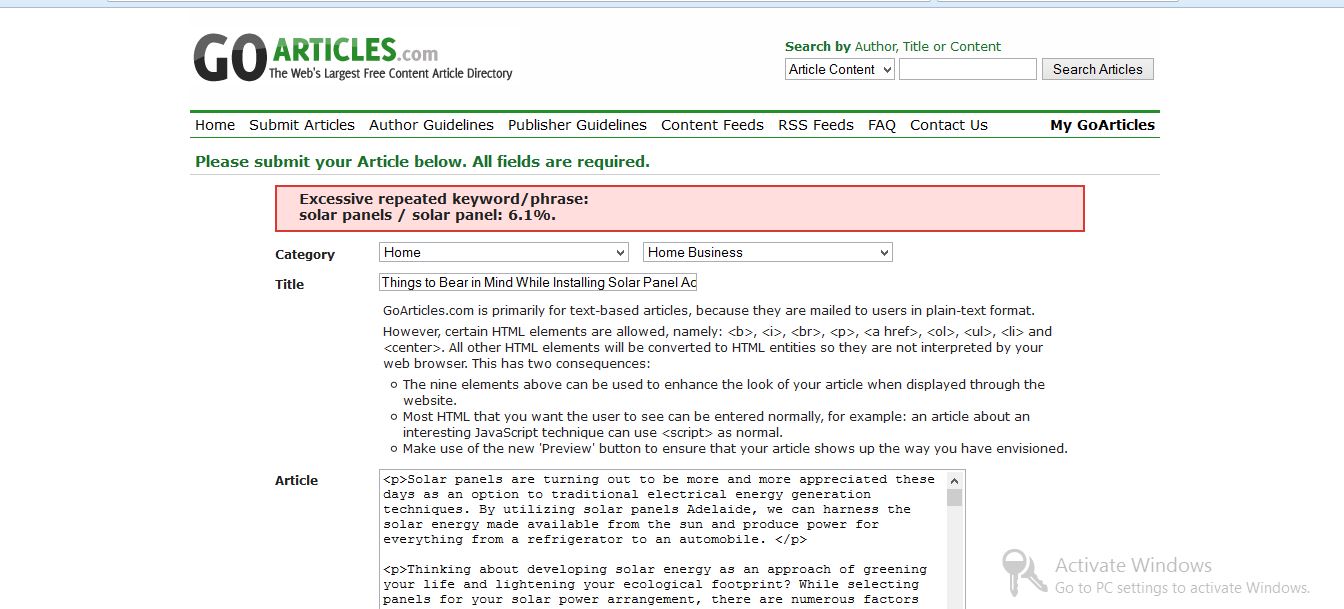 GO ARTICLES.com
The Web's Largest Free Content Article Directory
Search by Author, Title or Content
Article Content Search Articles
Home Submit Articles Author Guidelines Publisher Guidelines Content Feeds RSS Feeds FAQ Contact Us My GoArticles
Please submit your Article below. All fields are required.
Excessive repeated keyword/phrase:
solar panels / solar panel: 6.1%.
Category Home Home Business
Title Things to Bear in Mind While Installing Solar Panel Ad
GoArticles.com is primarily for text-based articles, because they are mailed to users in plain-text format.
However, certain HTML elements are allowed, namely: <b>, <i>, <br>, <p>, <a href>, <ol>, <ul>, <li> and
<center>. All other HTML elements will be converted to HTML entities so they are not interpreted by your
web browser. This has two consequences:
The nine elements above can be used to enhance the look of your article when displayed through the
website.
Most HTML that you want the user to see can be entered normally, for example: an article about an
interesting JavaScript technique can use <script> as normal.
Make use of the new 'Preview' button to ensure that your article shows up the way you have envisioned.
Article
<p>Solar panels are turning out to be more and more appreciated these
days as an option to traditional electrical energy generation
techniques. By utilizing solar panels Adelaide, we can harness the
solar energy made available from the sun and produce power for
everything from a refrigerator to an automobile. </p>
<p>Thinking about developing solar energy as an approach of greening
your life and lightening your ecological footprint? While selecting
panels for your solar power arrangement, there are numerous factors
Activate Windows
Go to PC settings to activate Windows.